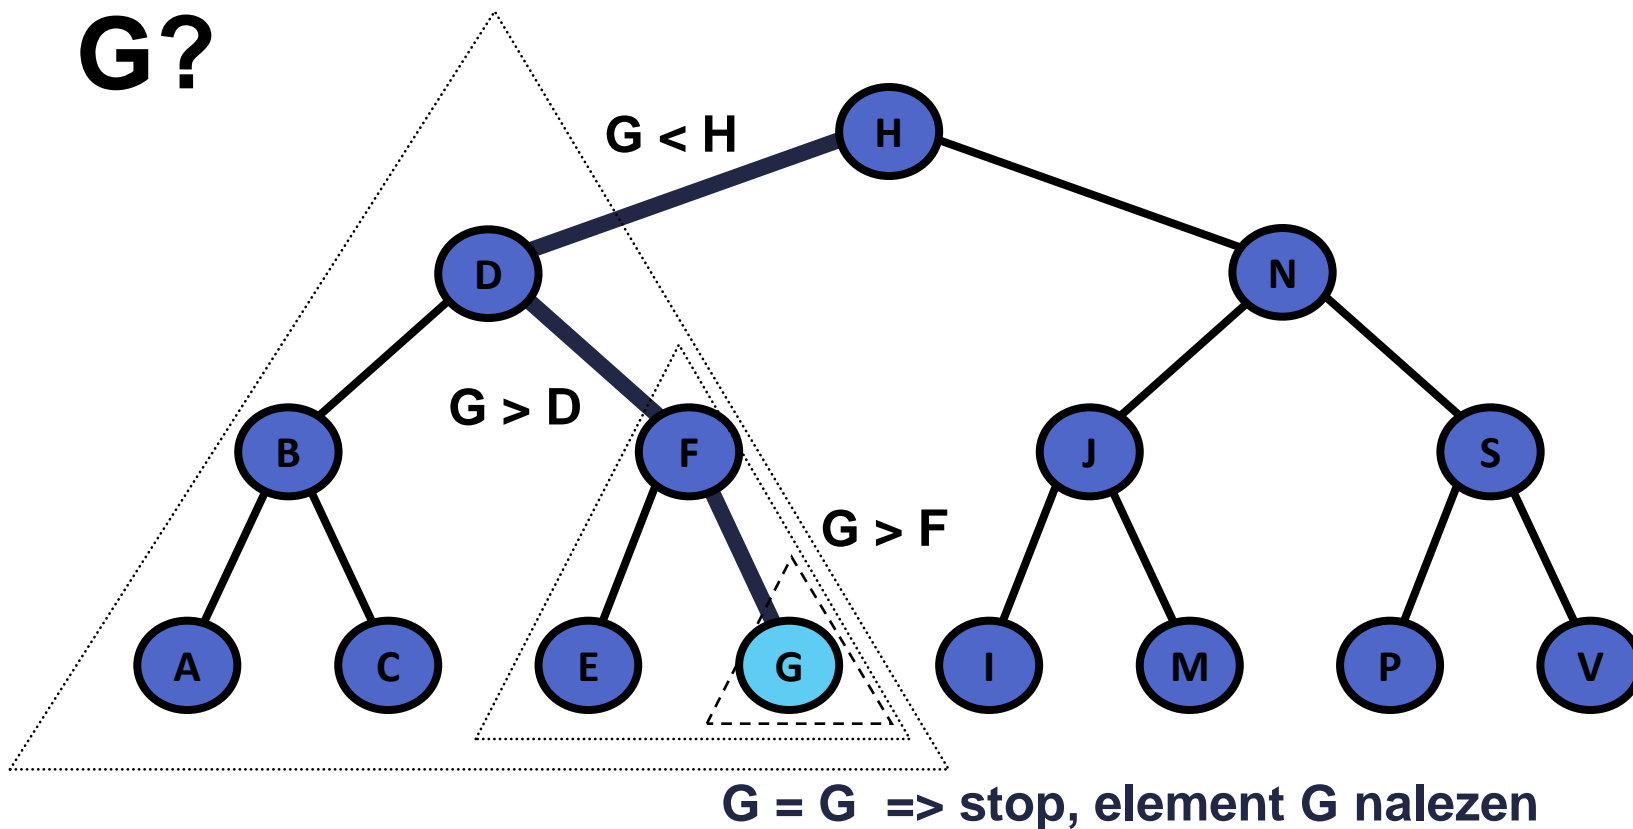 G?
G < H
H
D
N
G > D
B
F
J
S
G > F
A
C
E
G
I
M
P
V
G = G => stop, element G nalezen